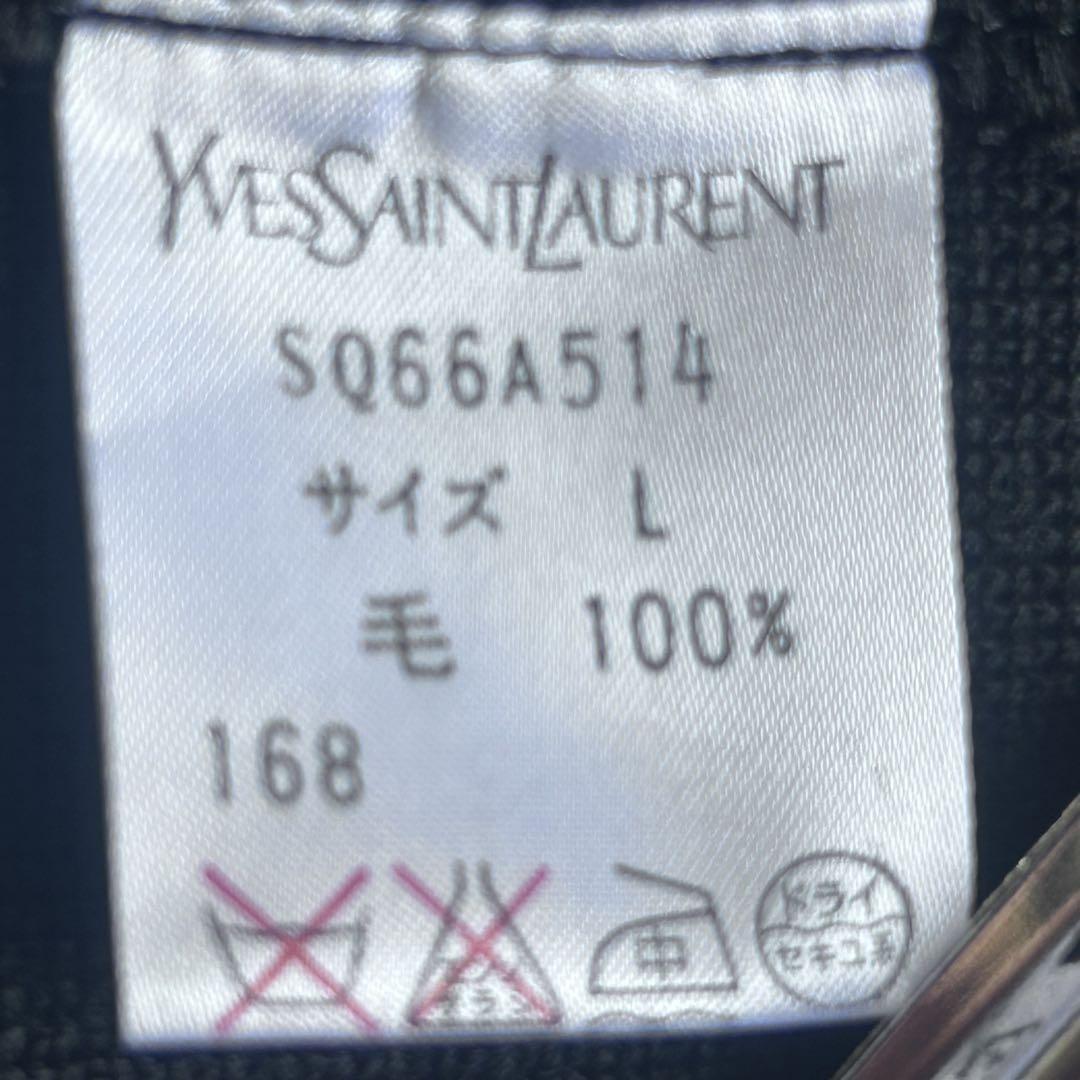 YVESSAINTLAURENT
SQ66A514
サイズ L
毛 100%
168
中
ドライ
セキユ系